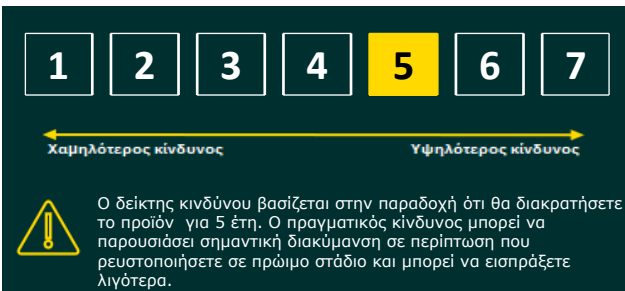 1 2 3 4 5 6 7
Χαμηλότερος κίνδυνος Υψηλότερος κίνδυνος
Ο δείκτης κινδύνου βασίζεται στην παραδοχή ότι θα διακρατήσετε
το προϊόν για 5 έτη. Ο πραγματικός κίνδυνος μπορεί να
παρουσιάσει σημαντική διακύμανση σε περίπτωση που
ρευστοποιήσετε σε πρώιμο στάδιο και μπορεί να εισπράξετε
λιγότερα.